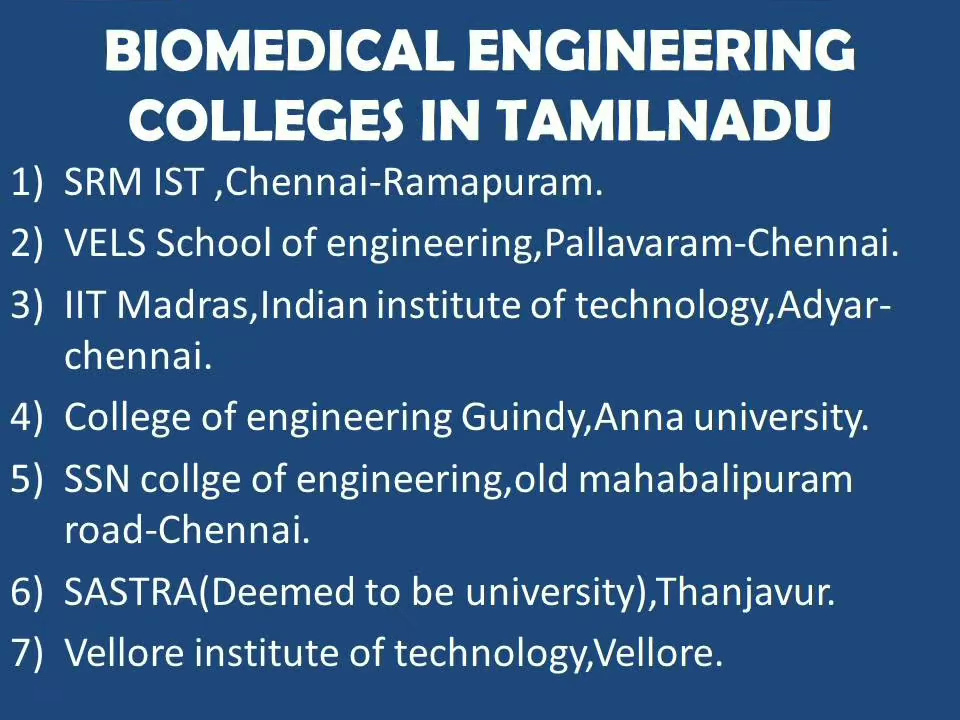 BIOMEDICAL ENGINEERING
COLLEGES IN TAMILNADU
1) SRM IST ,Chennai-Ramapuram.
2) VELS School of engineering,Pallavaram-Chennai.
3) IIT Madras,Indian institute of technology,Adyar-
chennai.
4) College of engineering Guindy,Anna university.
5) SSN collge of engineering,old mahabalipuram
road-Chennai.
6) SASTRA(Deemed to be university),Thanjavur.
7) Vellore institute of technology,Vellore.